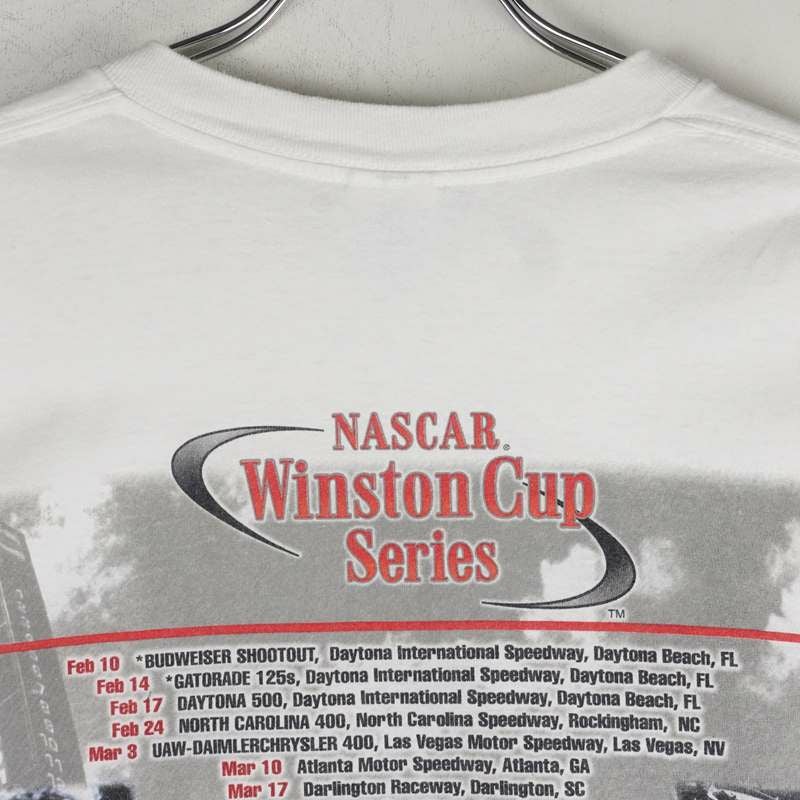 NASCAR.
Winston Cup
Series
TM
Feb 10 *BUDWEISER SHOOTOUT, Daytona International Speedway, Daytona Beach, FL
Feb 14 *GATORADE 125s, Daytona International Speedway, Daytona Beach, FL
Feb 17 DAYTONA 500, Daytona International Speedway, Daytona Beach, FL
Feb 24 NORTH CAROLINA 400, North Carolina Speedway, Rockingham, NC
Mar 3 UAW-DAIMLERCHRYSLER 400, Las Vegas Motor Speedway, Las Vegas, NV
Mar 10 Atlanta Motor Speedway, Atlanta, GA
Mar 17 Darlington Raceway, Darlington, SC